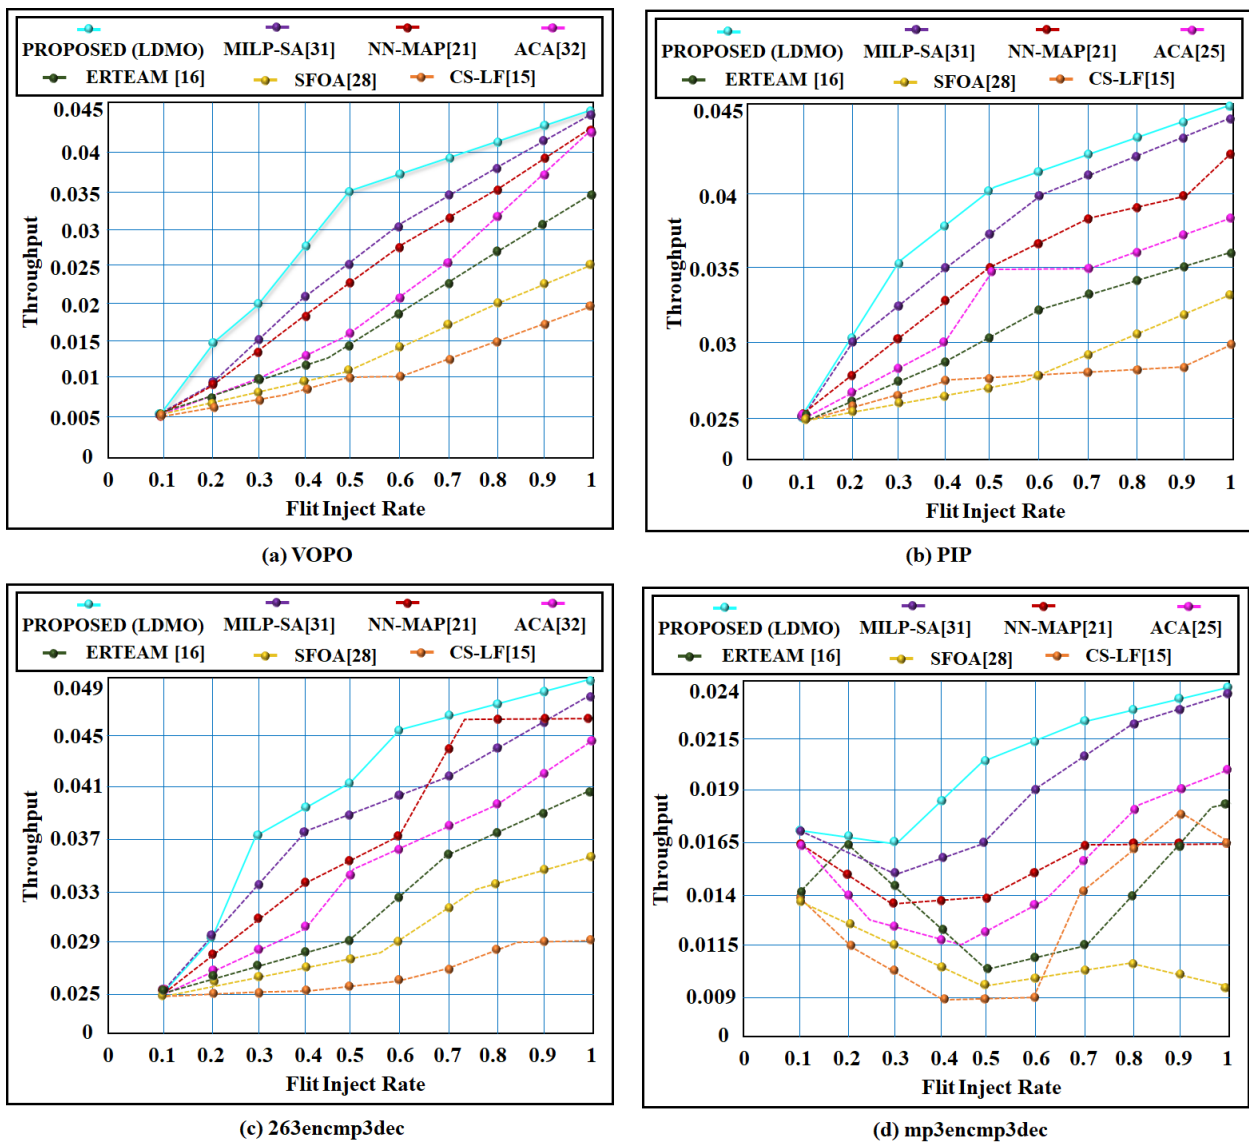 PROPOSED (LDMO) MILP-SA[31] NN-MAP[21] ACA[32]
ERTEAM [16] SFOA[28] CS-LF[15]
0.045
0.04
0.035
0.03
0.025
0.02
0.015
0.01
0.005
0
Throughput
0 0.1 0.2 0.3 0.4 0.5 0.6 0.7 0.8 0.9 1
Flit Inject Rate
(a) VOPO
PROPOSED (LDMO) MILP-SA[31] NN-MAP[21] ACA[25]
ERTEAM [16] SFOA[28] CS-LF[15]
0.045
0.04
0.035
0.03
0.025
0
Throughput
0 0.1 0.2 0.3 0.4 0.5 0.6 0.7 0.8 0.9 1
Flit Inject Rate
(b) PIP
PROPOSED (LDMO) MILP-SA[31] NN-MAP[21] ACA[32]
ERTEAM [16] SFOA[28] CS-LF[15]
0.049
0.045
0.041
0.037
0.033
0.029
0.025
0
Throughput
0 0.1 0.2 0.3 0.4 0.5 0.6 0.7 0.8 0.9 1
Flit Inject Rate
(c) 263encmp3dec
PROPOSED (LDMO) MILP-SA[31] NN-MAP[21] ACA[25]
ERTEAM [16] SFOA[28] CS-LF[15]
0.024
0.0215
0.019
0.0165
0.014
0.0115
0.009
0
Throughput
0 0.1 0.2 0.3 0.4 0.5 0.6 0.7 0.8 0.9 1
Flit Inject Rate
(d) mp3encmp3dec